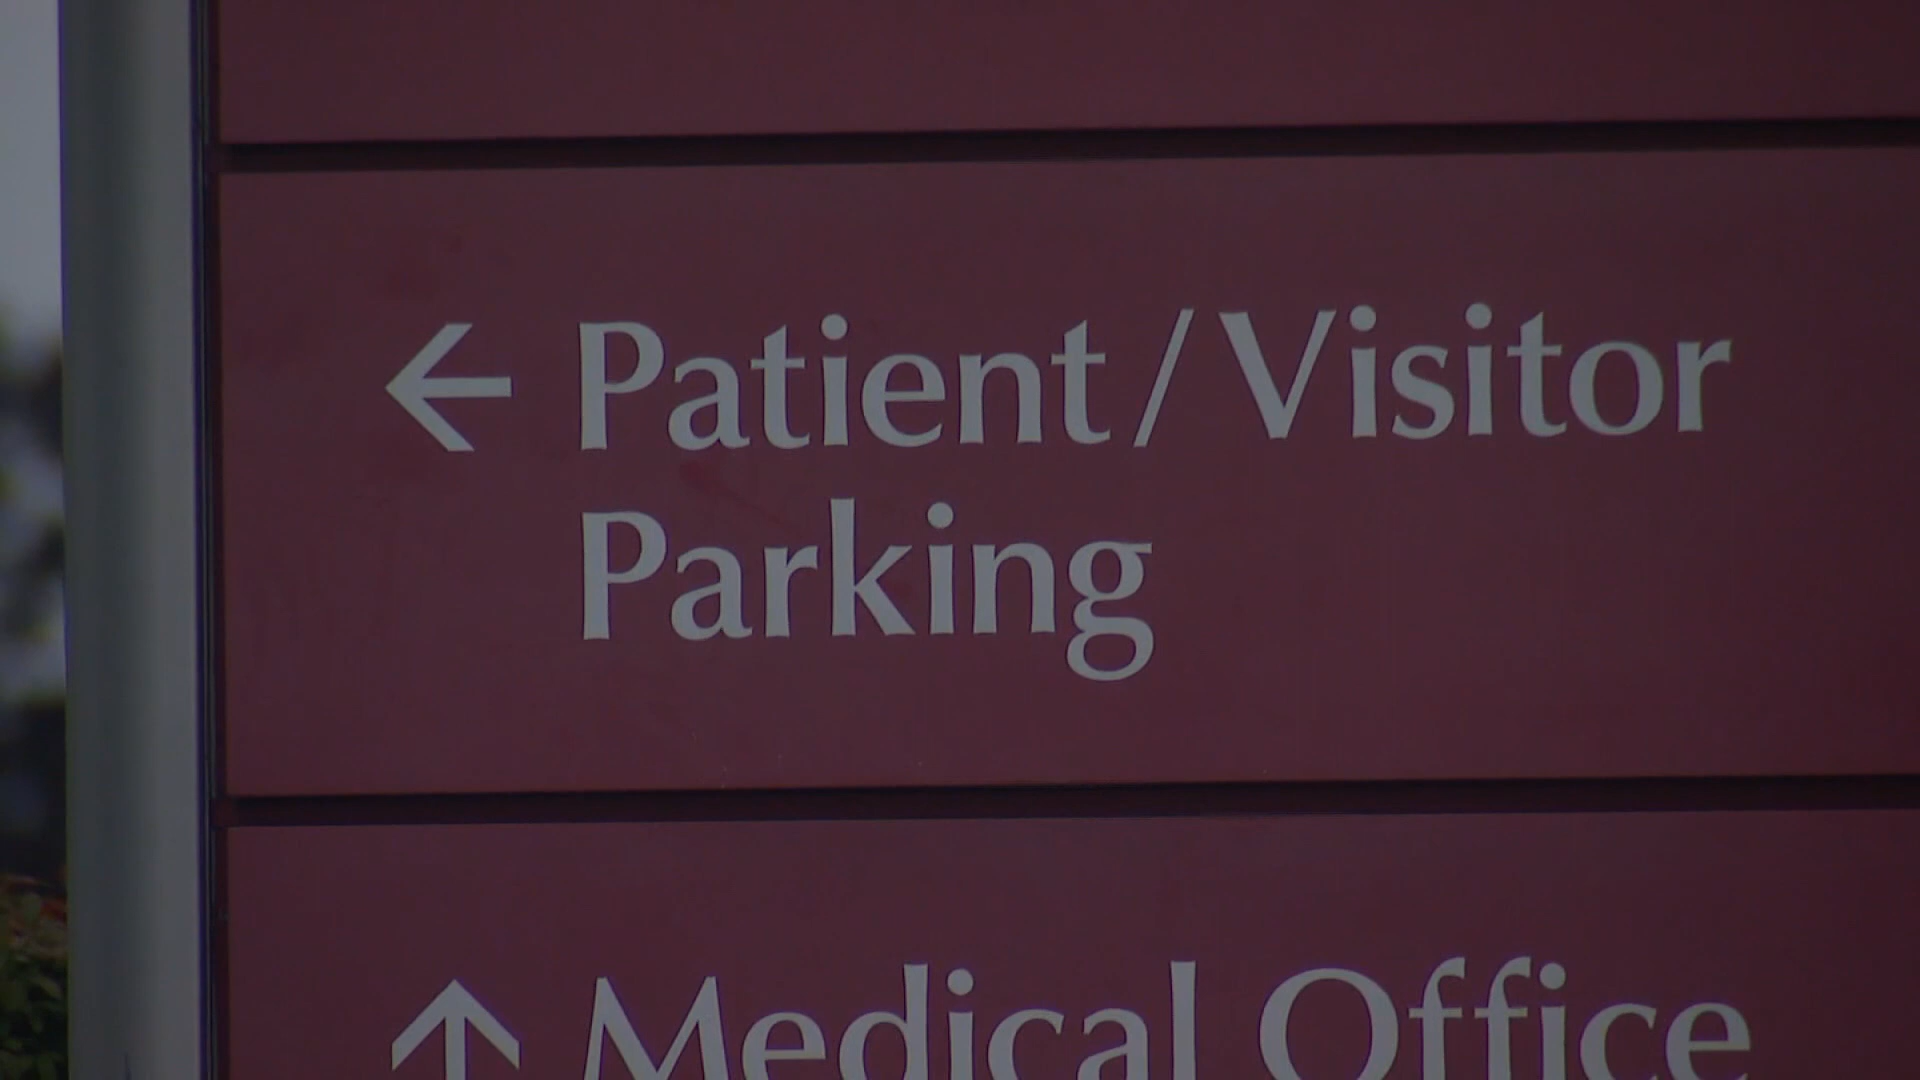 ← Patient / Visitor
Parking
↑ Medical Office